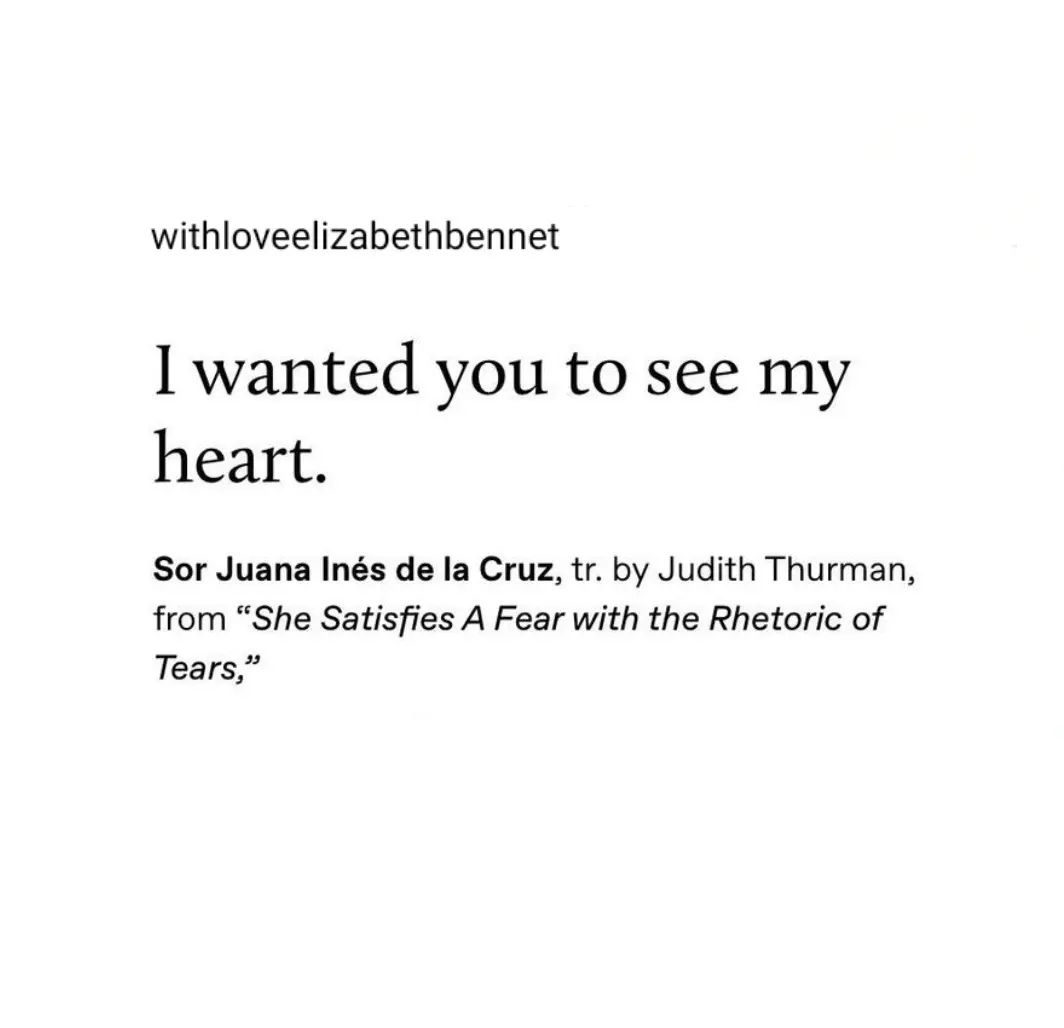 withloveelizabethbennet
I wanted you to see my
heart.
Sor Juana Inés de la Cruz, tr. by Judith Thurman,
from “She Satisfies A Fear with the Rhetoric of
Tears,”